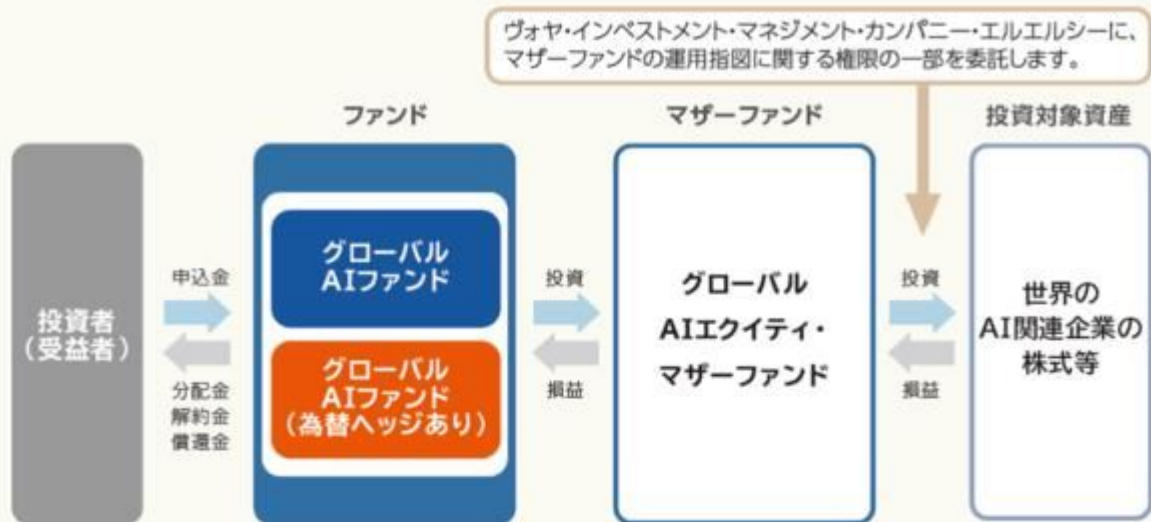 ヴォヤ・インベストメント・マネジメント・カンパニー・エルエルシーに、
マザーファンドの運用指図に関する権限の一部を委託します。
ファンド
マザーファンド
投資対象資産
投資者
（受益者）
申込金
分配金
解約金
償還金
グローバル
AIファンド
グローバル
AIファンド
（為替ヘッジあり）
投資
損益
グローバル
AIエクイティ・
マザーファンド
投資
損益
世界の
AI関連企業の
株式等